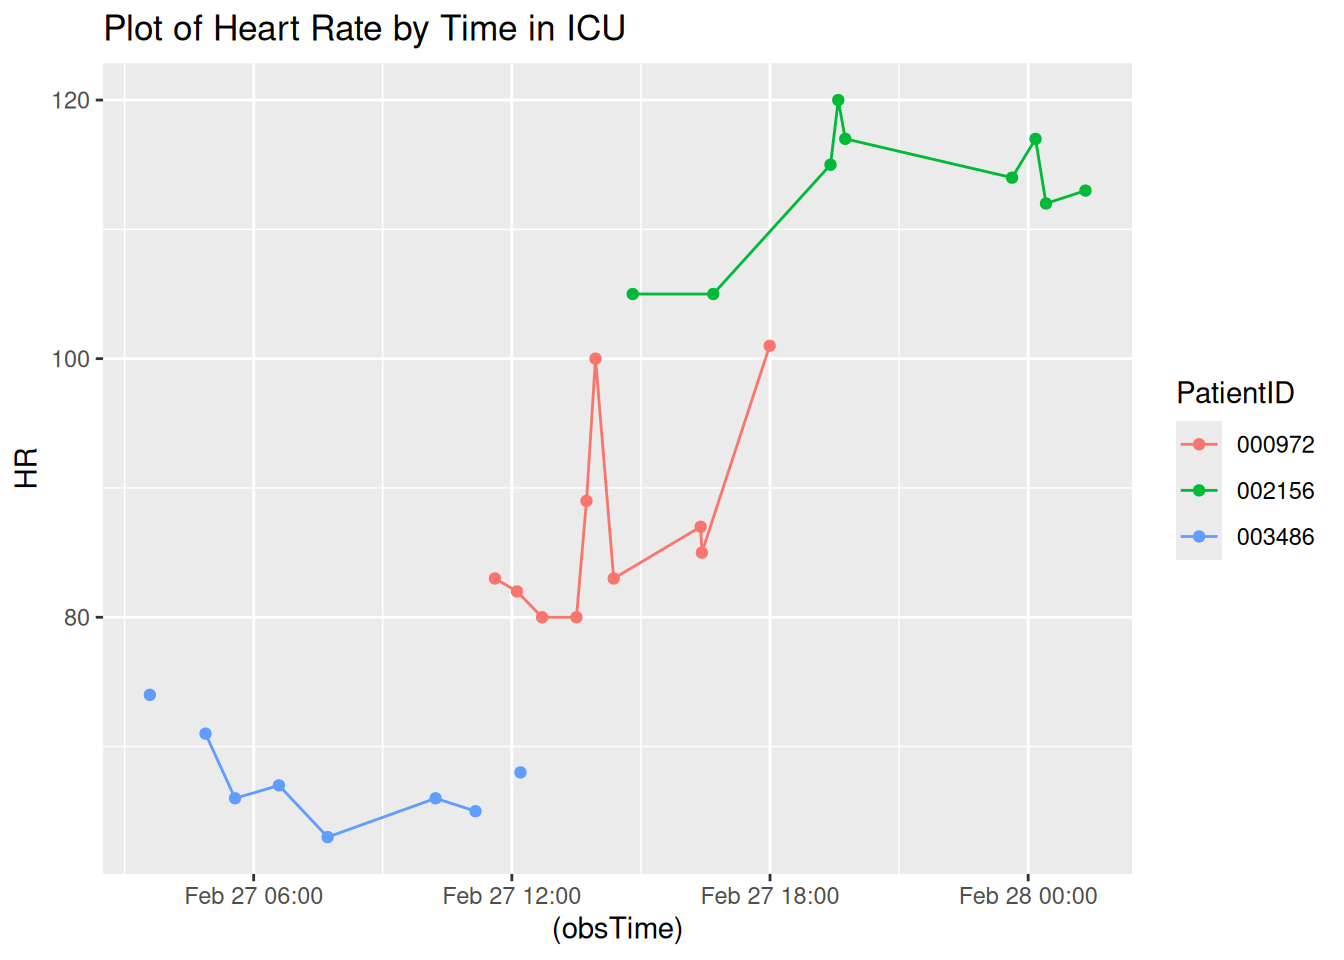 Plot of Heart Rate by Time in ICU
120
100
80
HR
Feb 27 06:00
Feb 27 12:00
Feb 27 18:00
Feb 28 00:00
(obsTime)
PatientID
000972
002156
003486